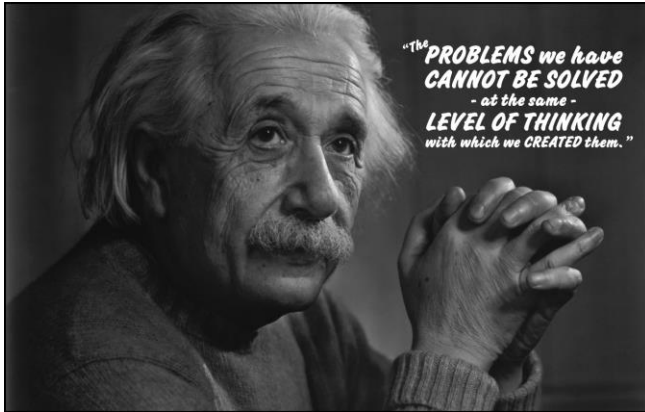 “The PROBLEMS we have
CANNOT BE SOLVED
- at the same -
LEVEL OF THINKING
with which we CREATED them.”